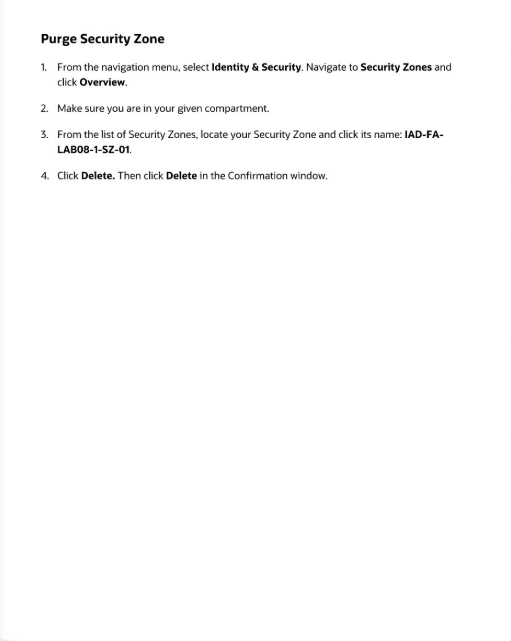 Purge Security Zone
1. From the navigation menu, select Identity & Security. Navigate to Security Zones and
click Overview.
2. Make sure you are in your given compartment.
3. From the list of Security Zones, locate your Security Zone and click its name: IAD-FA-
LAB08-1-SZ-01.
4. Click Delete. Then click Delete in the Confirmation window.